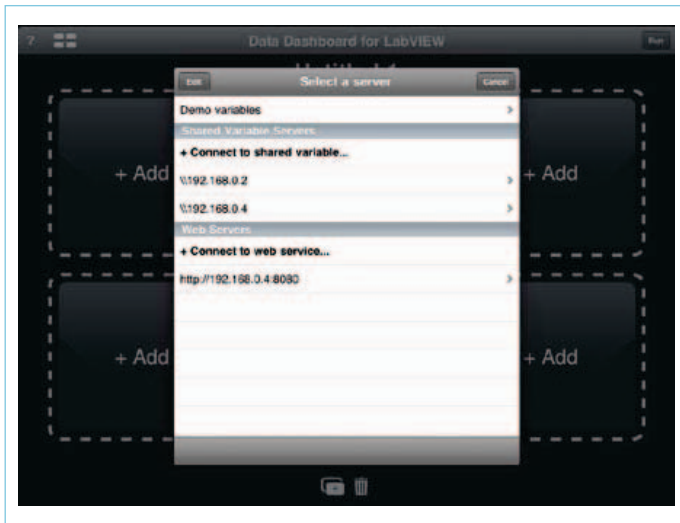 ?
Data Dashboard for LabVIEW
Run
Edit
Select a server
Cancel
Demo variables
Shared Variable Servers
+ Connect to shared variable...
\\192.168.0.2
\\192.168.0.4
Web Servers
+ Connect to web service...
http://192.168.0.4:8080
+ Add
+ Add
+ Add
+ Add